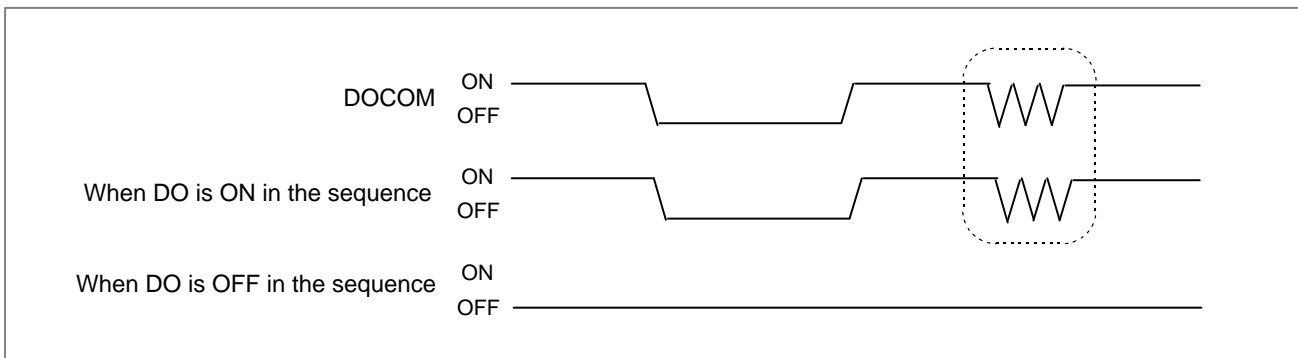 ON
DOCOM
OFF
ON
When DO is ON in the sequence
OFF
ON
When DO is OFF in the sequence
OFF